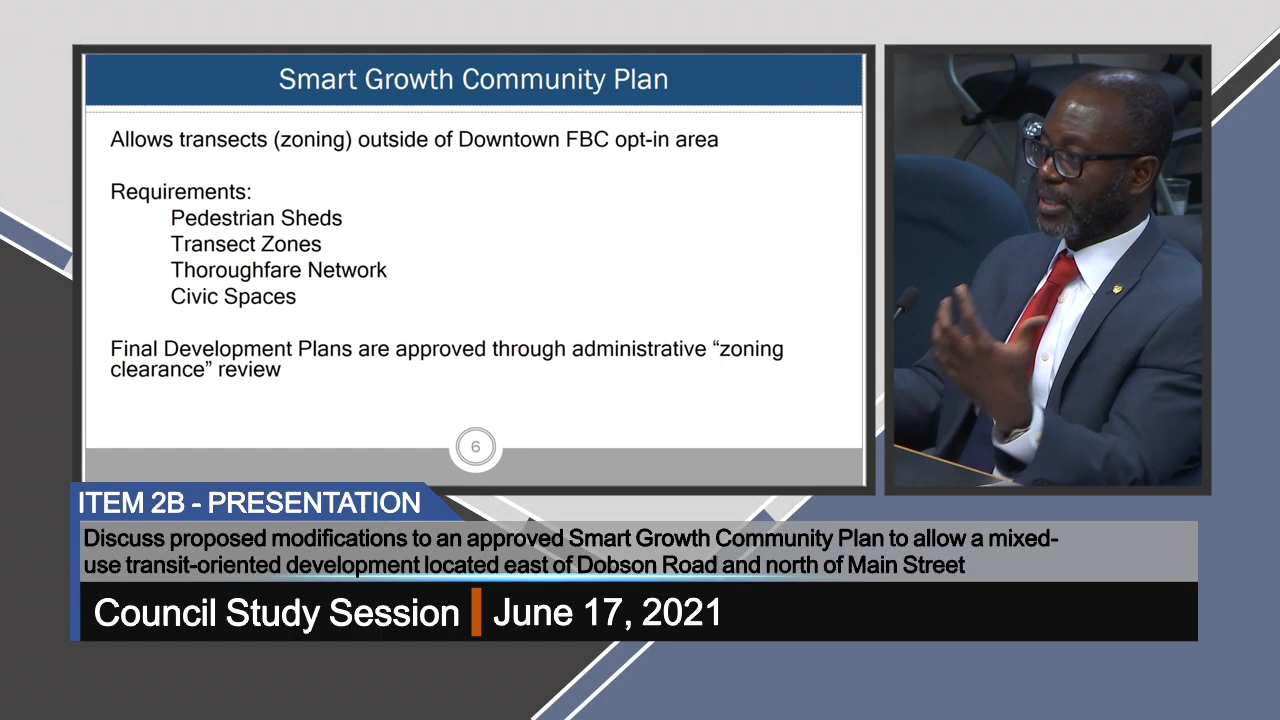 Smart Growth Community Plan
Allows transects (zoning) outside of Downtown FBC opt-in area
Requirements:
Pedestrian Sheds
Transect Zones
Thoroughfare Network
Civic Spaces
Final Development Plans are approved through administrative “zoning
clearance” review
6
ITEM 2B - PRESENTATION
Discuss proposed modifications to an approved Smart Growth Community Plan to allow a mixed-
use transit-oriented development located east of Dobson Road and north of Main Street
Council Study Session June 17, 2021